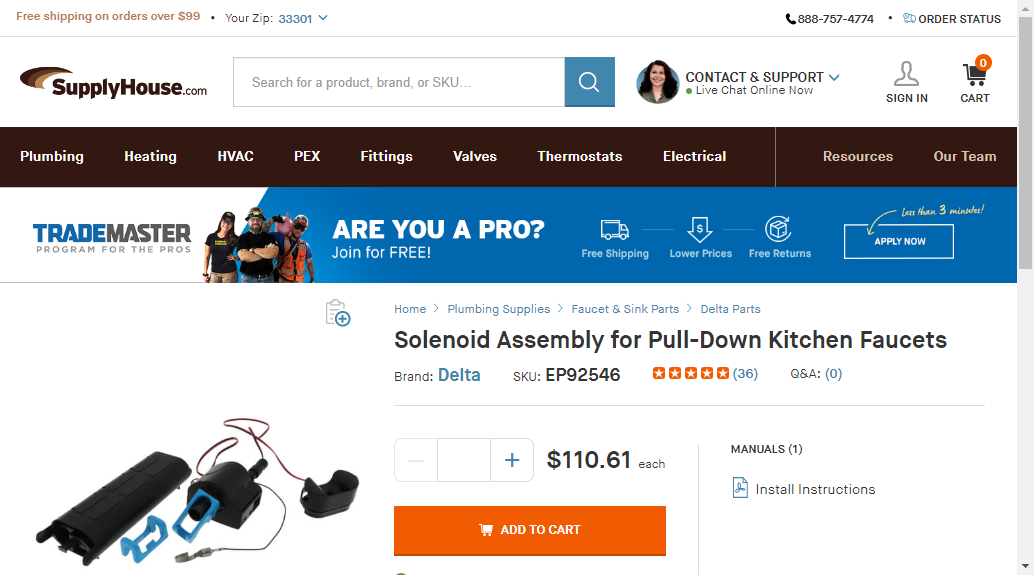 Free shipping on orders over $99 • Your Zip: 33301
888-757-4774 • ORDER STATUS
SupplyHouse.com
Search for a product, brand, or SKU...
CONTACT & SUPPORT
Live Chat Online Now
SIGN IN
0
CART
Plumbing Heating HVAC PEX Fittings Valves Thermostats Electrical Resources Our Team
TRADEMASTER
PROGRAM FOR THE PROS
ARE YOU A PRO?
Join for FREE!
Free Shipping
$
Lower Prices
Free Returns
less than 3 minutes!
APPLY NOW
Home > Plumbing Supplies > Faucet & Sink Parts > Delta Parts
Solenoid Assembly for Pull-Down Kitchen Faucets
Brand: Delta SKU: EP92546 (36) Q&A: (0)
— + $110.61 each
ADD TO CART
MANUALS (1)
Install Instructions